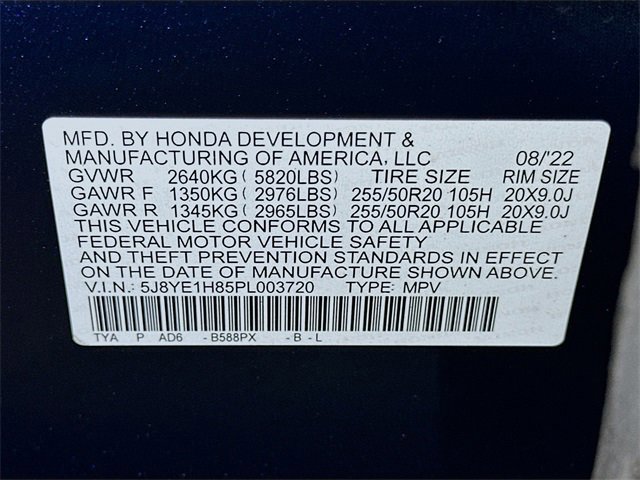 MFD. BY HONDA DEVELOPMENT &
MANUFACTURING OF AMERICA, LLC 08/'22
GVWR 2640KG ( 5820LBS) TIRE SIZE RIM SIZE
GAWR F 1350KG ( 2976LBS) 255/50R20 105H 20X9.0J
GAWR R 1345KG ( 2965LBS) 255/50R20 105H 20X9.0J
THIS VEHICLE CONFORMS TO ALL APPLICABLE
FEDERAL MOTOR VEHICLE SAFETY
AND THEFT PREVENTION STANDARDS IN EFFECT
ON THE DATE OF MANUFACTURE SHOWN ABOVE.
V.I.N.: 5J8YE1H85PL003720 TYPE: MPV
TYA P AD6 - B588PX - B - L